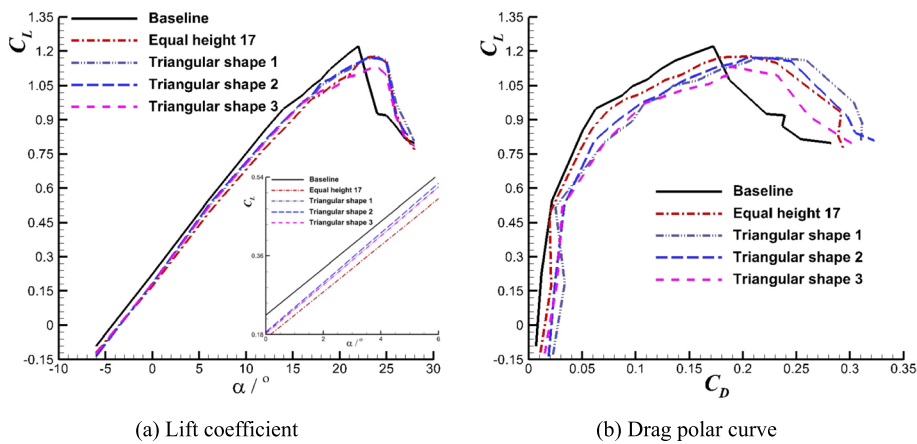 (a)
C_L
1.35
1.2
1.05
0.9
0.75
0.6
0.45
0.3
0.15
0
-0.15
-10
-5
0
5
10
15
20
25
30
α / °
Baseline
Equal height 17
Triangular shape 1
Triangular shape 2
Triangular shape 3
C_L
0.54
0.36
0.18
0
2
4
6
α / °
Baseline
Equal height 17
Triangular shape 1
Triangular shape 2
Triangular shape 3
(b)
C_L
1.35
1.2
1.05
0.9
0.75
0.6
0.45
0.3
0.15
0
-0.15
0
0.05
0.1
0.15
0.2
0.25
0.3
0.35
C_D
Baseline
Equal height 17
Triangular shape 1
Triangular shape 2
Triangular shape 3
(a) Lift coefficient
(b) Drag polar curve